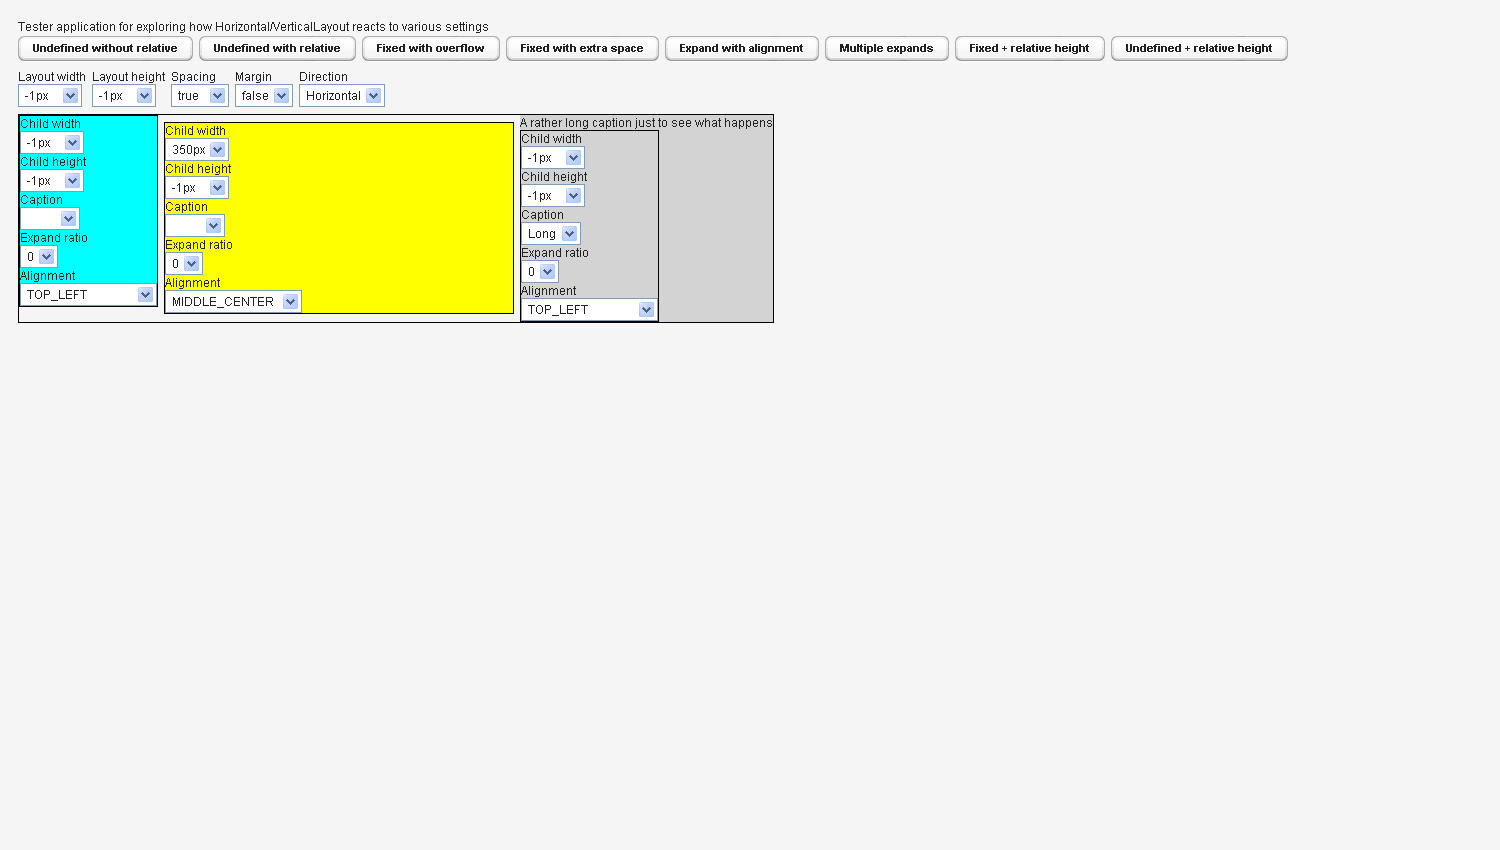 Tester application for exploring how Horizontal/VerticalLayout reacts to various settings
Undefined without relative Undefined with relative Fixed with overflow Fixed with extra space Expand with alignment Multiple expands Fixed + relative height Undefined + relative height
Layout width Layout height Spacing Margin Direction
-1px -1px true false Horizontal
Child width
-1px
Child height
-1px
Caption
Expand ratio
0
Alignment
TOP_LEFT
Child width
350px
Child height
-1px
Caption
Expand ratio
0
Alignment
MIDDLE_CENTER
A rather long caption just to see what happens
Child width
-1px
Child height
-1px
Caption
Long
Expand ratio
0
Alignment
TOP_LEFT